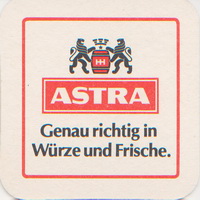 ASTRA
Genau richtig in
Würze und Frische.